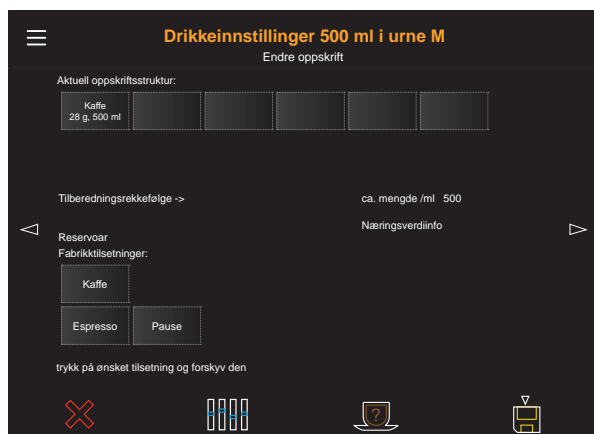 Drikkeinnstillinger 500 ml i urne M
Endre oppskrift
Aktuell oppskriftsstruktur:
Kaffe
28 g, 500 ml
Tilberedningsrekkefølge -> ca. mengde /ml 500
Næringsverdiinfo
Reservoar
Fabrikktilsetninger:
Kaffe
Espresso Pause
trykk på ønsket tilsetning og forskyv den
?